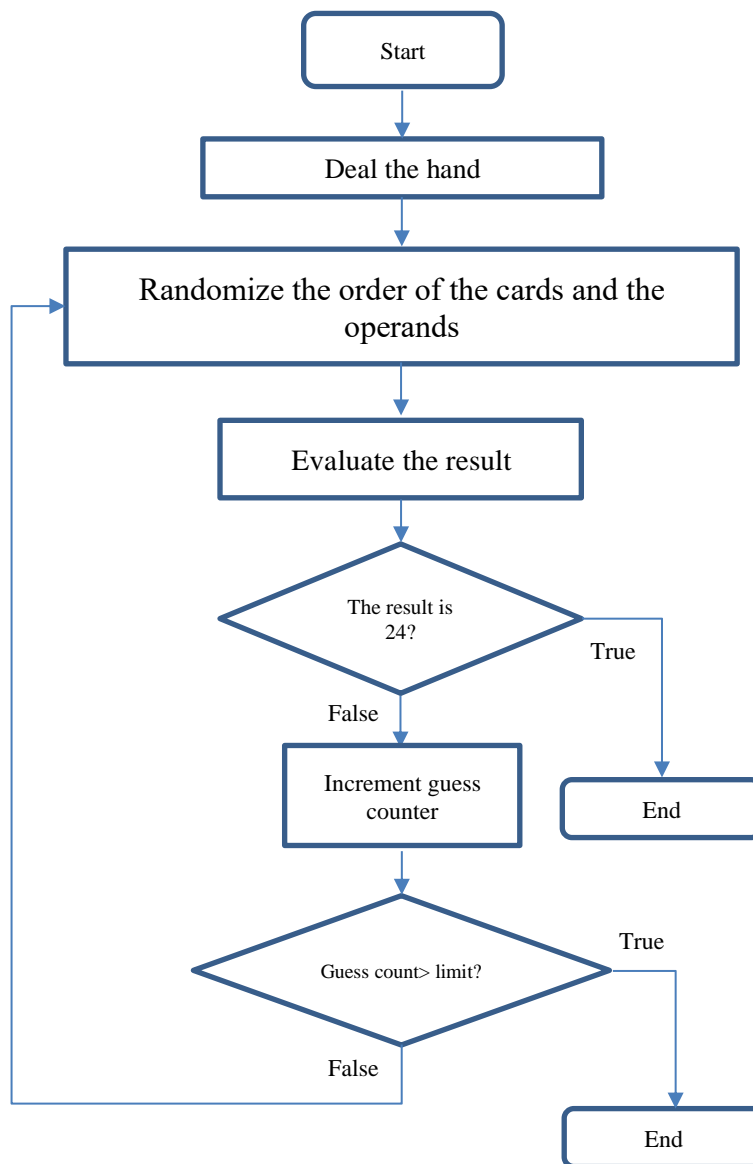 Start
Deal the hand
Randomize the order of the cards and the
operands
Evaluate the result
The result is
24?
True
False
Increment guess
counter
End
True
Guess count> limit?
False
End